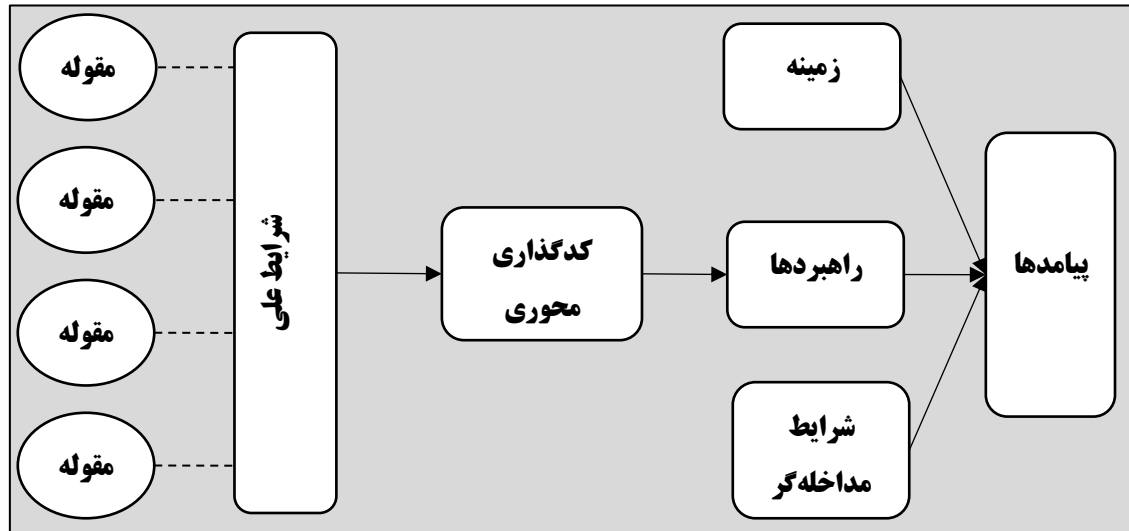 مقوله
مقوله
مقوله
مقوله
شرایط علی
کدگذاری
محوری
زمینه
راهبردها
شرایط
مداخله‌گر
پیامدها